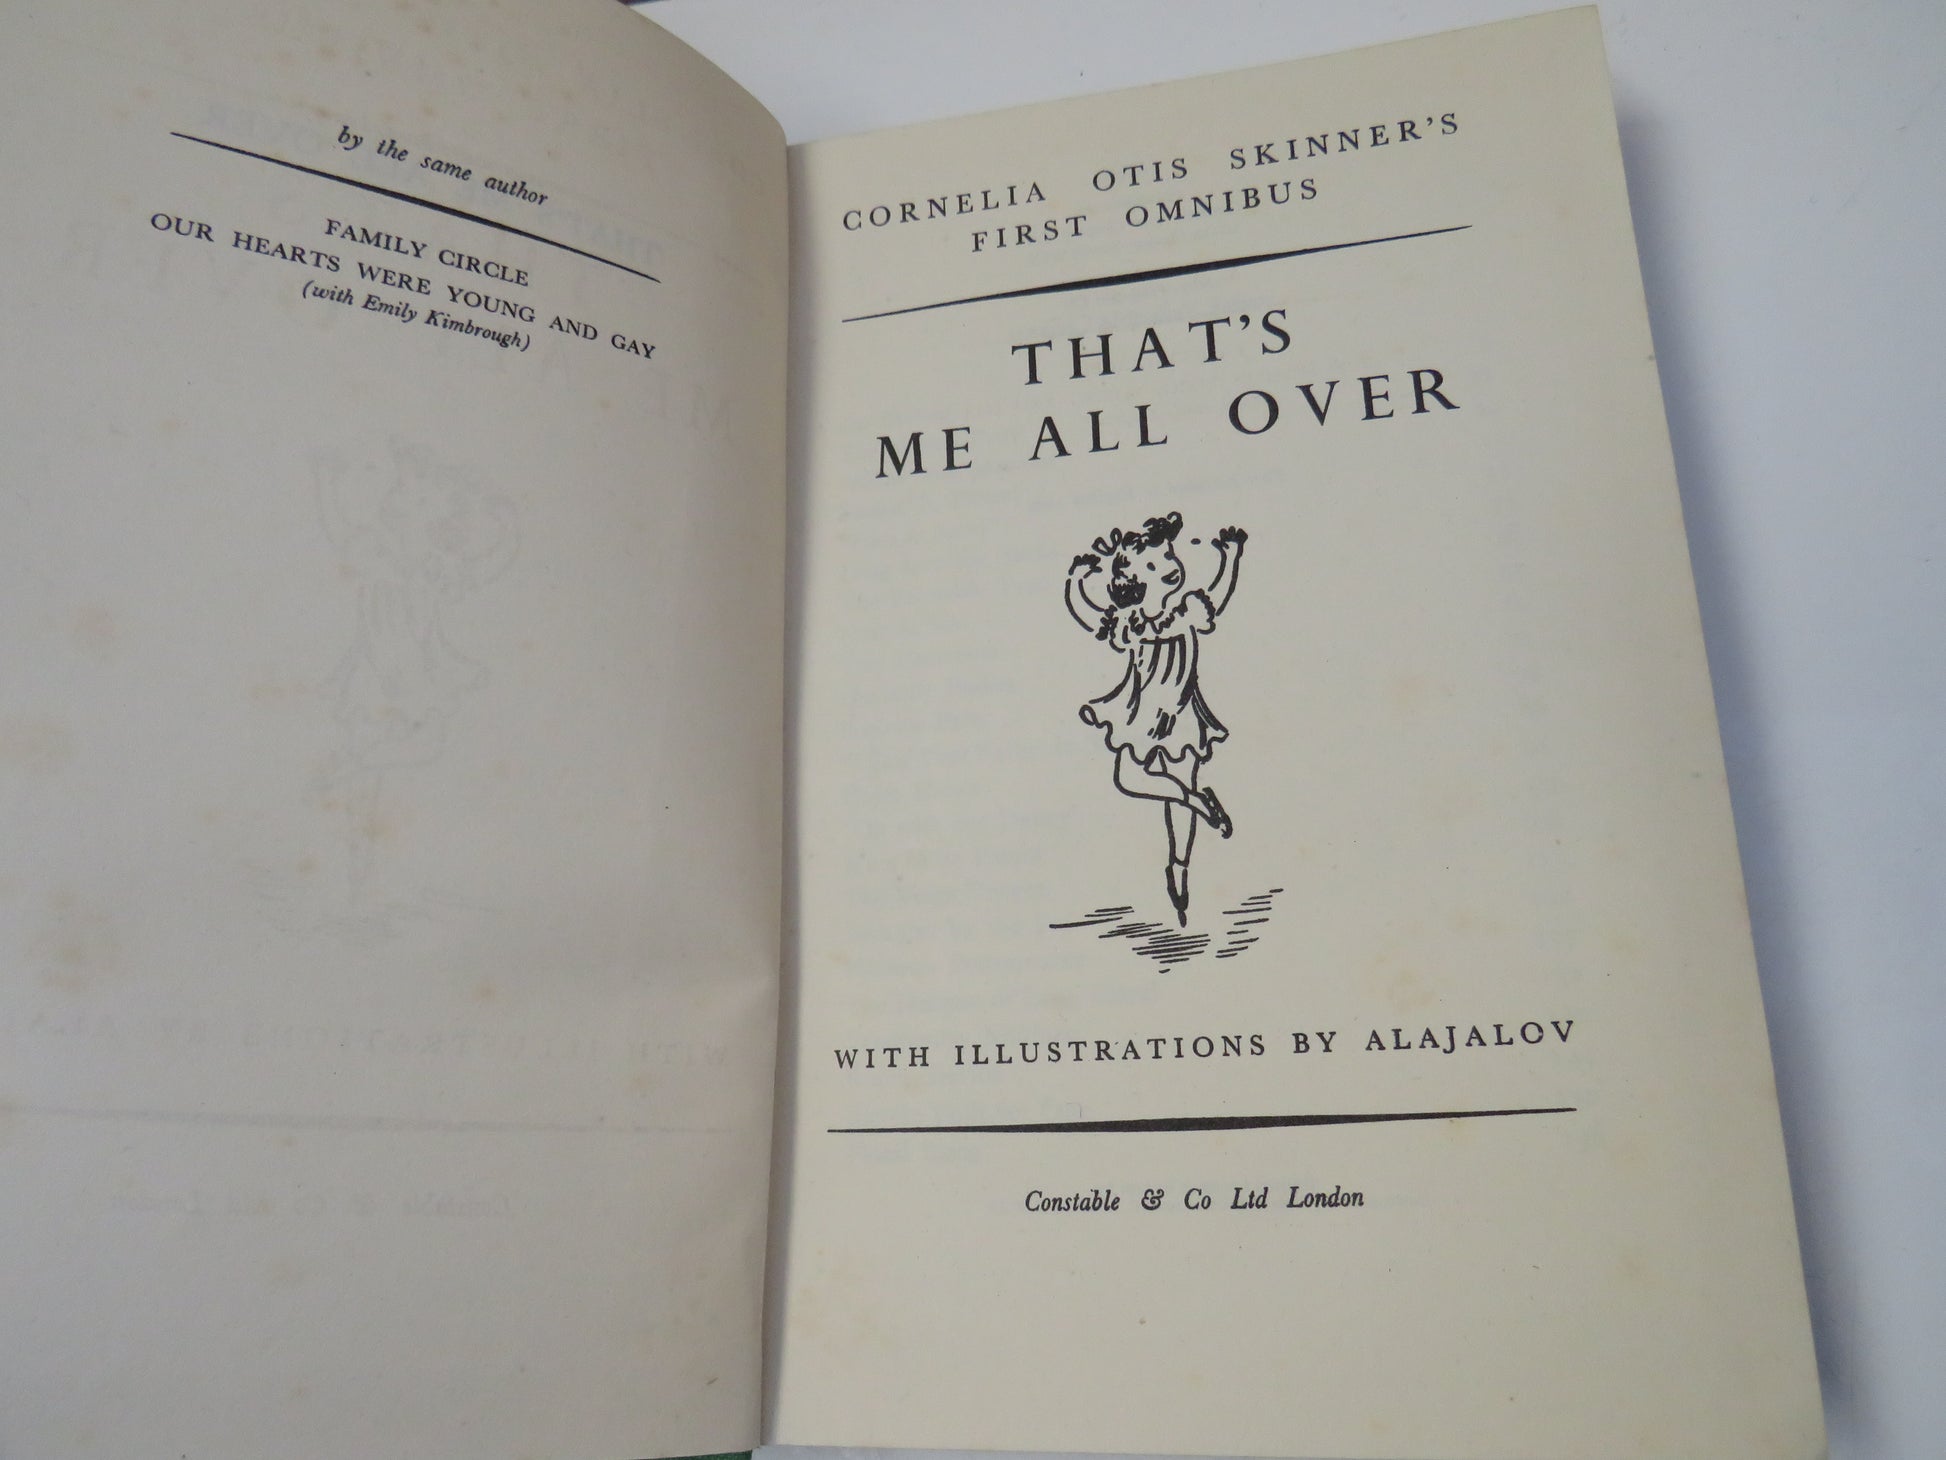 by the same author
FAMILY CIRCLE
OUR HEARTS WERE YOUNG AND GAY
(with Emily Kimbrough)
CORNELIA OTIS SKINNER'S
FIRST OMNIBUS
THAT'S
ME ALL OVER
WITH ILLUSTRATIONS BY ALAJALOV
Constable & Co Ltd London